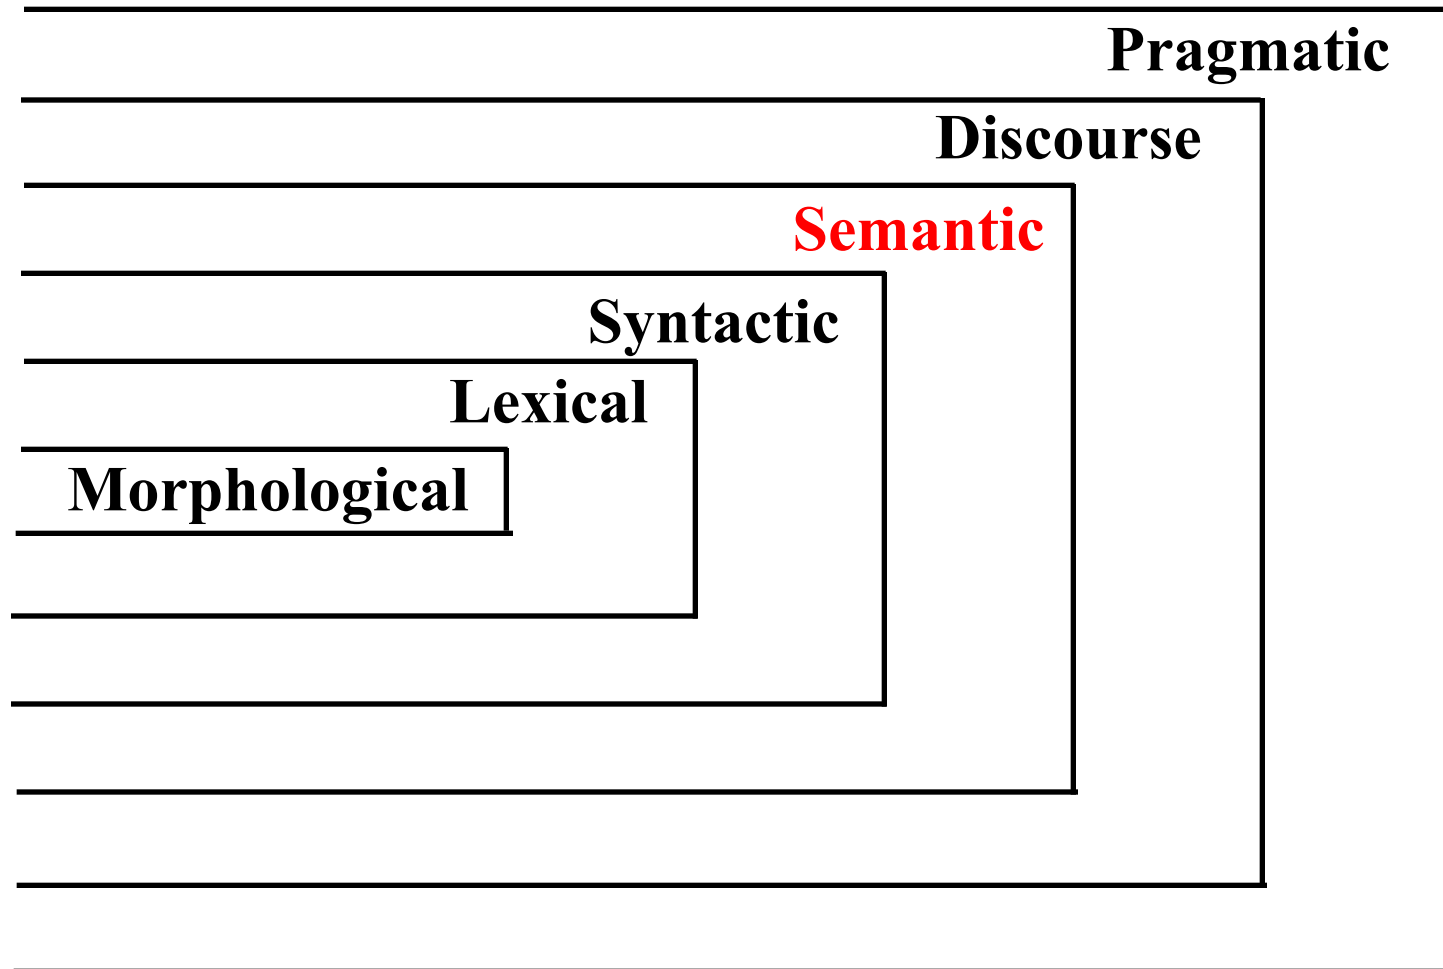 Pragmatic
Discourse
Semantic
Syntactic
Lexical
Morphological